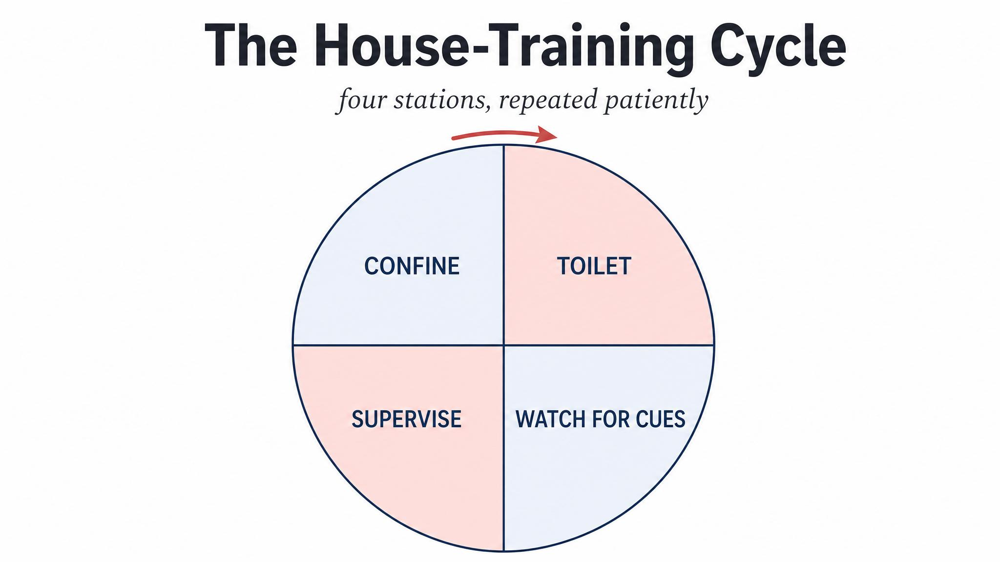 The House-Training Cycle
four stations, repeated patiently
CONFINE
TOILET
SUPERVISE
WATCH FOR CUES